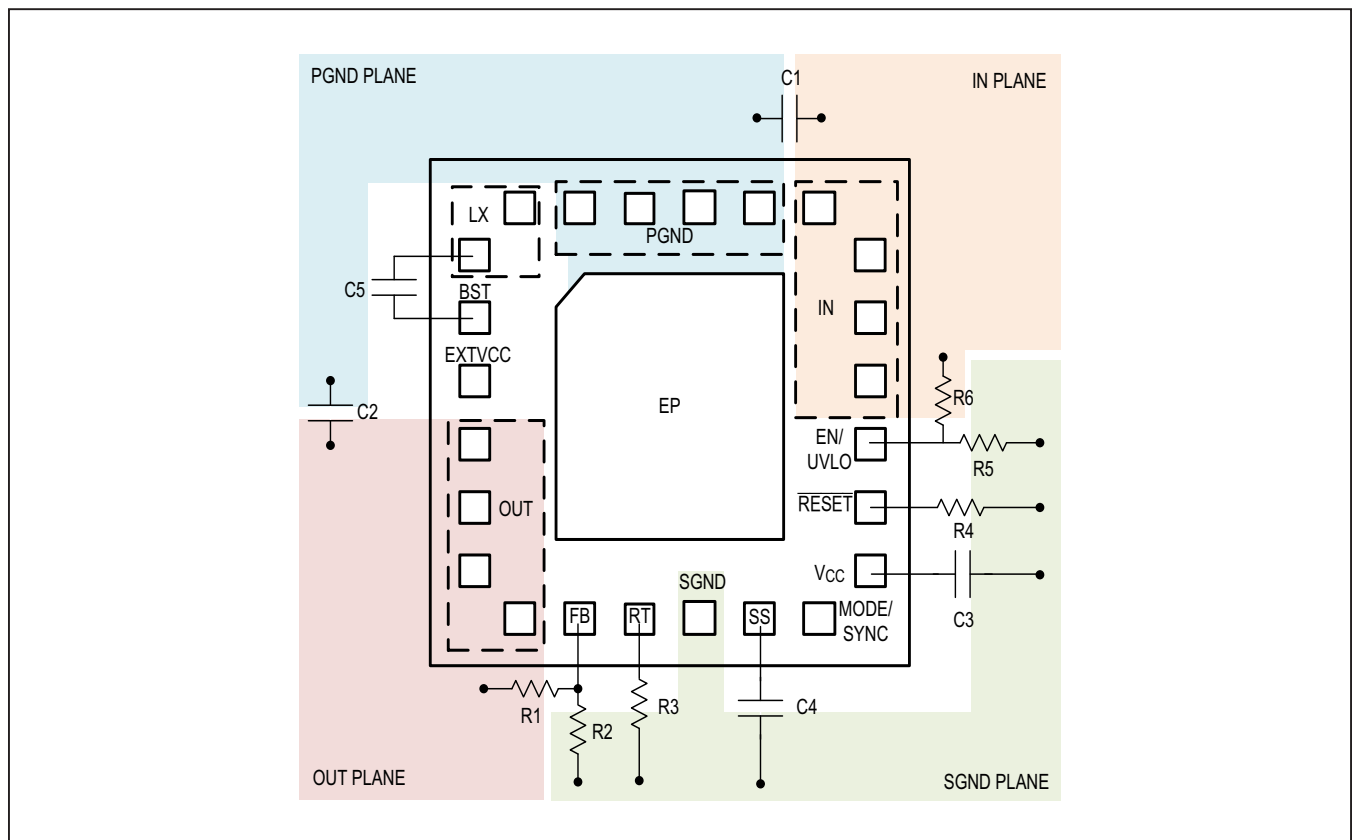 PGND PLANE
C1
IN PLANE
LX
PGND
C5
BST
IN
EXTVCC
EP
C2
R6
EN/
UVLO
R5
OUT
RESET
R4
VCC
SGND
C3
FB
RT
SS
MODE/
SYNC
R1
R2
R3
C4
OUT PLANE
SGND PLANE